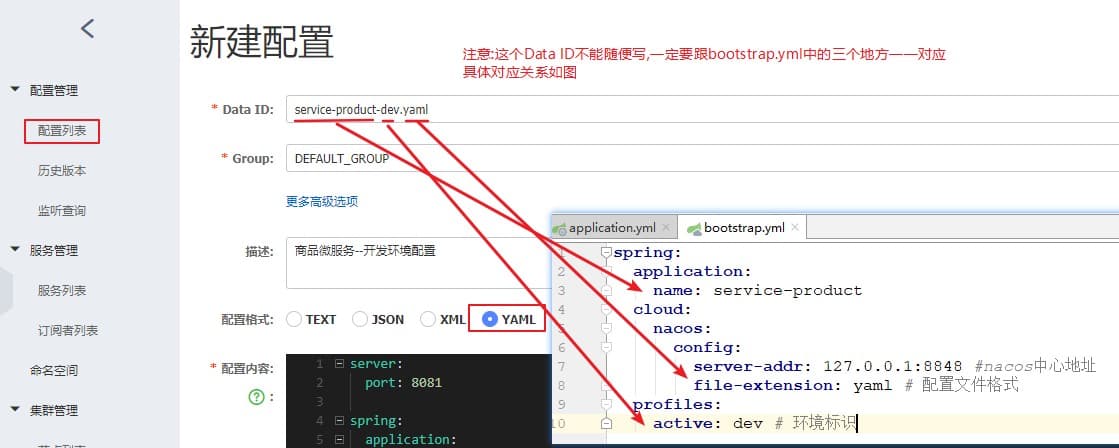 新建配置
注意:这个Data ID不能随便写,一定要跟bootstrap.yml中的三个地方一一对应
具体对应关系如图
配置管理
配置列表
历史版本
监听查询
服务管理
服务列表
订阅者列表
命名空间
集群管理
* Data ID: service-product-dev.yaml
* Group: DEFAULT_GROUP
更多高级选项
描述: 商品微服务--开发环境配置
配置格式: TEXT JSON XML YAML
* 配置内容:
? :
1 server:
2 port: 8081
3
4 spring:
5 application:
application.yml × bootstrap.yml ×
spring:
2 application:
3 name: service-product
4 cloud:
nacos:
6 config:
7 server-addr: 127.0.0.1:8848 #nacos中心地址
8 file-extension: yaml # 配置文件格式
9 profiles:
10 active: dev # 环境标识